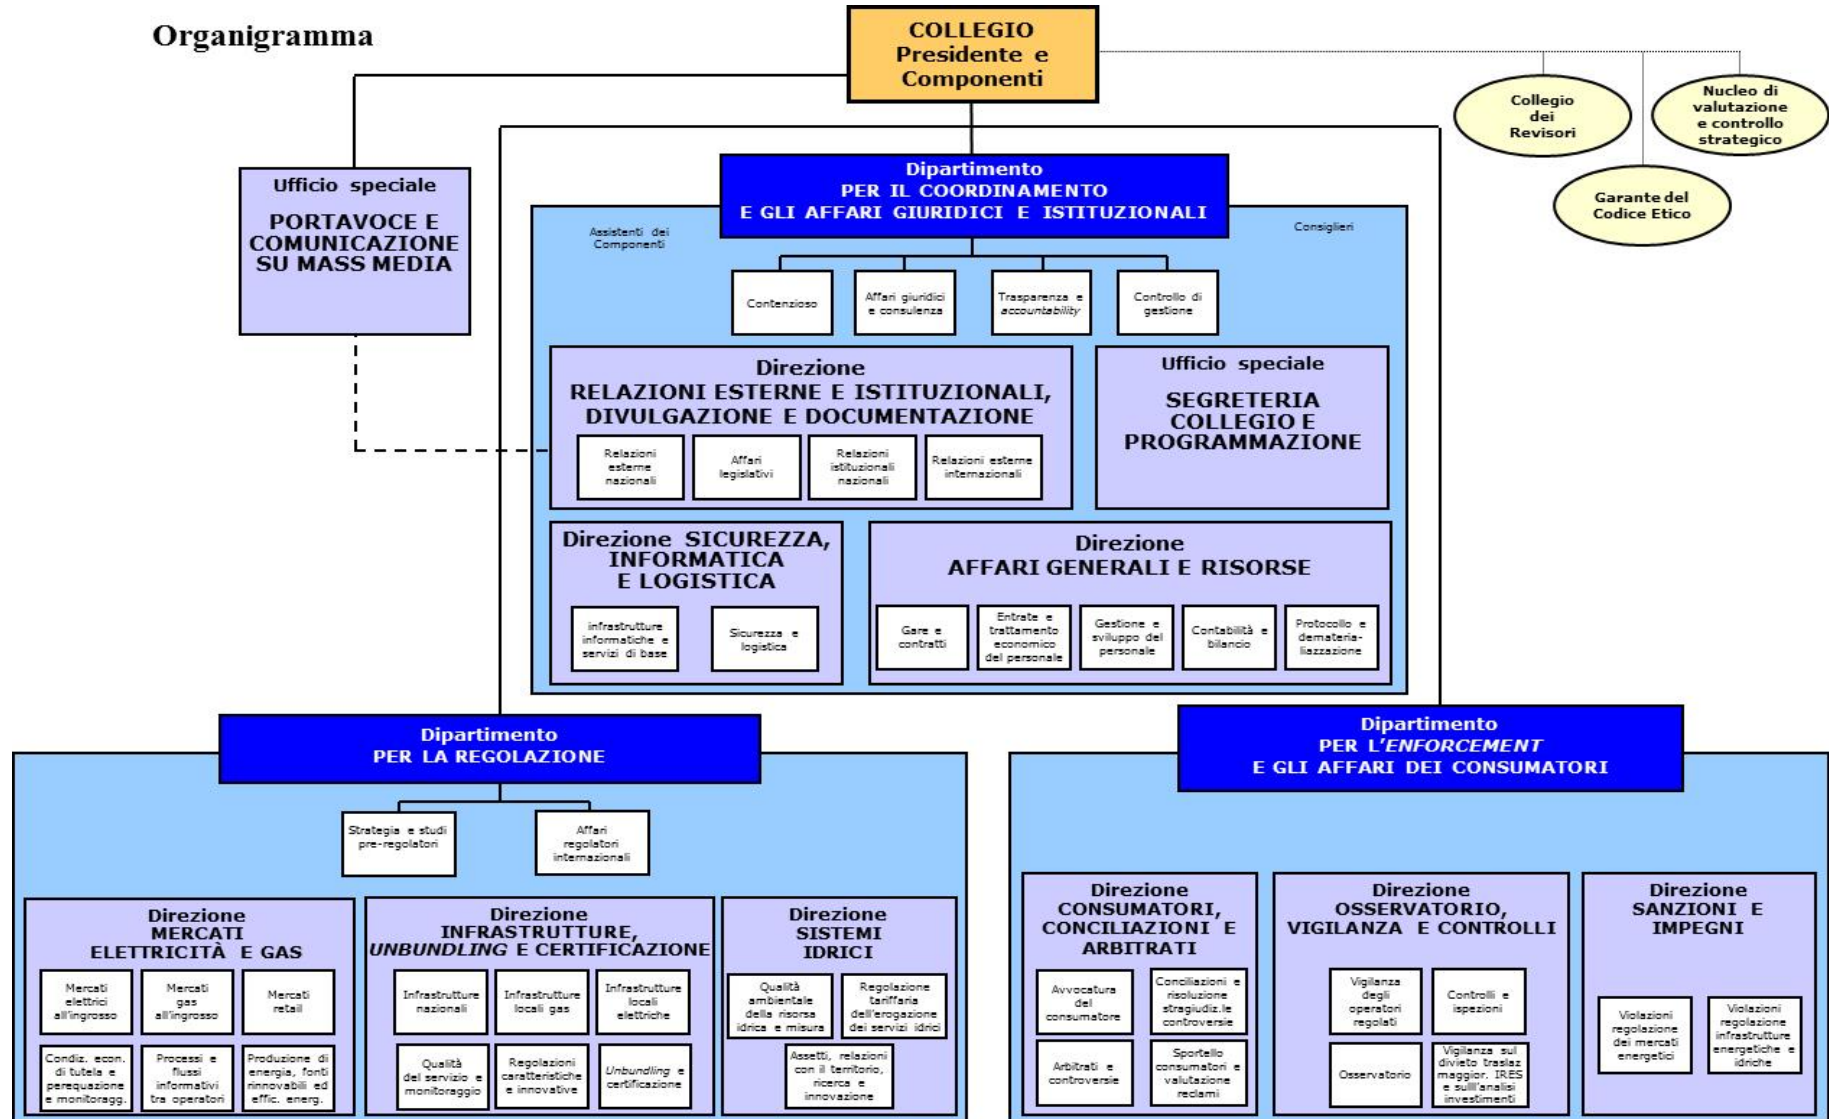 Organigramma
COLLEGIO
Presidente e
Componenti
Collegio
dei
Revisori
Nucleo di
valutazione
e controllo
strategico
Garante del
Codice Etico
Ufficio speciale
PORTAVOCE E
COMUNICAZIONE
SU MASS MEDIA
Dipartimento
PER IL COORDINAMENTO
E GLI AFFARI GIURIDICI E ISTITUZIONALI
Assistenti dei
Componenti
Consiglieri
Contenzioso
Affari giuridici
e consulenza
Trasparenza e
accountability
Controllo di
gestione
Direzione
RELAZIONI ESTERNE E ISTITUZIONALI,
DIVULGAZIONE E DOCUMENTAZIONE
Relazioni
esterne
nazionali
Affari
legislativi
Relazioni
istituzionali
nazionali
Relazioni esterne
internazionali
Ufficio speciale
SEGRETERIA
COLLEGIO E
PROGRAMMAZIONE
Direzione SICUREZZA,
INFORMATICA
E LOGISTICA
infrastrutture
informatiche e
servizi di base
Sicurezza e
logistica
Direzione
AFFARI GENERALI E RISORSE
Gare e
contratti
Entrate e
trattamento
economico
del personale
Gestione e
sviluppo del
personale
Contabilità e
bilancio
Protocollo e
demateria-
liazzazione
Dipartimento
PER LA REGOLAZIONE
Strategia e studi
pre-regolatori
Affari
regolatori
internazionali
Direzione
MERCATI
ELETTRICITÀ E GAS
Mercati
elettrici
all'ingrosso
Mercati
gas
all'ingrosso
Mercati
retail
Condiz. econ.
di tutela e
perequazione
e monitoragg.
Processi e
flussi
informativi
tra operatori
Produzione di
energia, fonti
rinnovabili ed
effic. energ.
Direzione
INFRASTRUTTURE,
UNBUNDLING E CERTIFICAZIONE
Infrastrutture
nazionali
Infrastrutture
locali gas
Infrastrutture
locali
elettriche
Qualità
del servizio e
monitoraggio
Regolazioni
caratteristiche
e innovative
Unbundling e
certificazione
Direzione
SISTEMI
IDRICI
Qualità
ambientale
della risorsa
idrica e misura
Regolazione
tariffaria
dell'erogazione
dei servizi idrici
Assetti, relazioni
con il territorio,
ricerca e
innovazione
Dipartimento
PER L'ENFORCEMENT
E GLI AFFARI DEI CONSUMATORI
Direzione
CONSUMATORI,
CONCILIAZIONI E
ARBITRATI
Avvocatura
del
consumatore
Conciliazioni e
risoluzione
stragiudiz.le
controversie
Arbitrati e
controversie
Sportello
consumatori e
valutazione
reclami
Direzione
OSSERVATORIO,
VIGILANZA E CONTROLLI
Vigilanza
degli
operatori
regolati
Controlli e
ispezioni
Osservatorio
Vigilanza sul
divieto traslaz
maggior. IRES
e sulll'analisi
investimenti
Direzione
SANZIONI E
IMPEGNI
Violazioni
regolazione
dei mercati
energetici
Violazioni
regolazione
infrastrutture
energetiche e
idriche